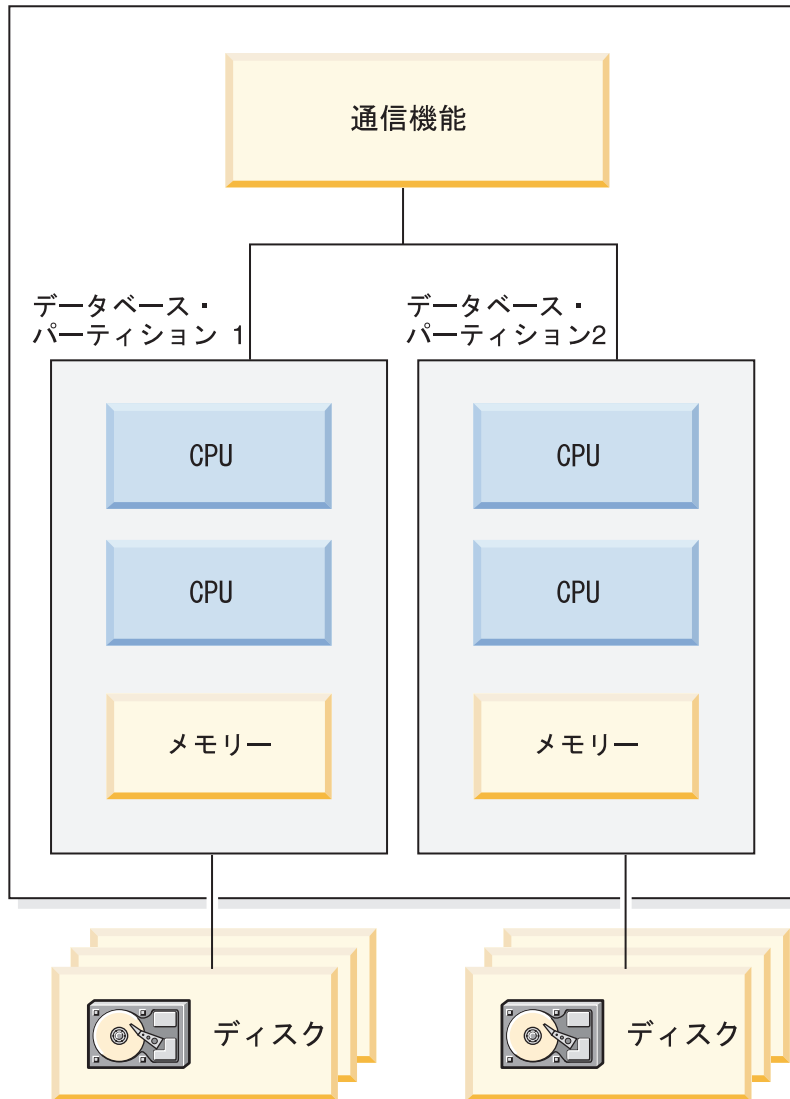 通信機能
データベース・
パーティション 1
データベース・
パーティション2
CPU
CPU
CPU
CPU
メモリー
メモリー
ディスク
ディスク